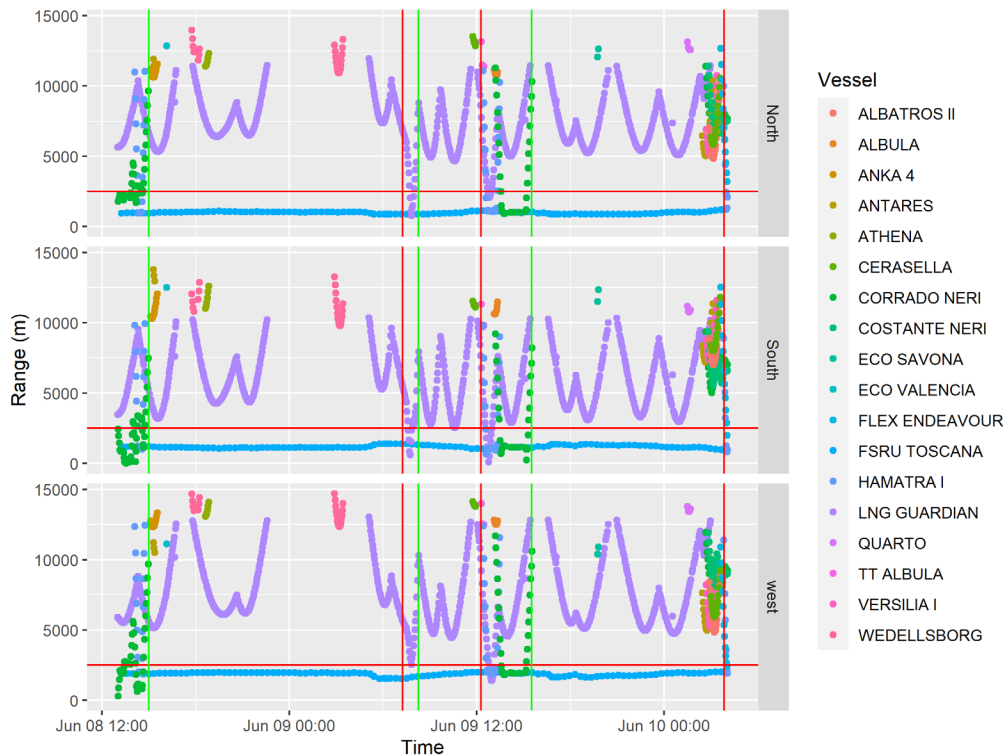 15000
10000
5000
0
North
Range (m)
15000
10000
5000
0
South
15000
10000
5000
0
west
Jun 08 12:00
Jun 09 00:00
Jun 09 12:00
Jun 10 00:00
Time
Vessel
ALBATROS II
ALBULA
ANKA 4
ANTARES
ATHENA
CERASELLA
CORRADO NERI
COSTANTE NERI
ECO SAVONA
ECO VALENCIA
FLEX ENDEAVOUR
FSRU TOSCANA
HAMATRA I
LNG GUARDIAN
QUARTO
TT ALBULA
VERSILIA I
WEDELLSBORG